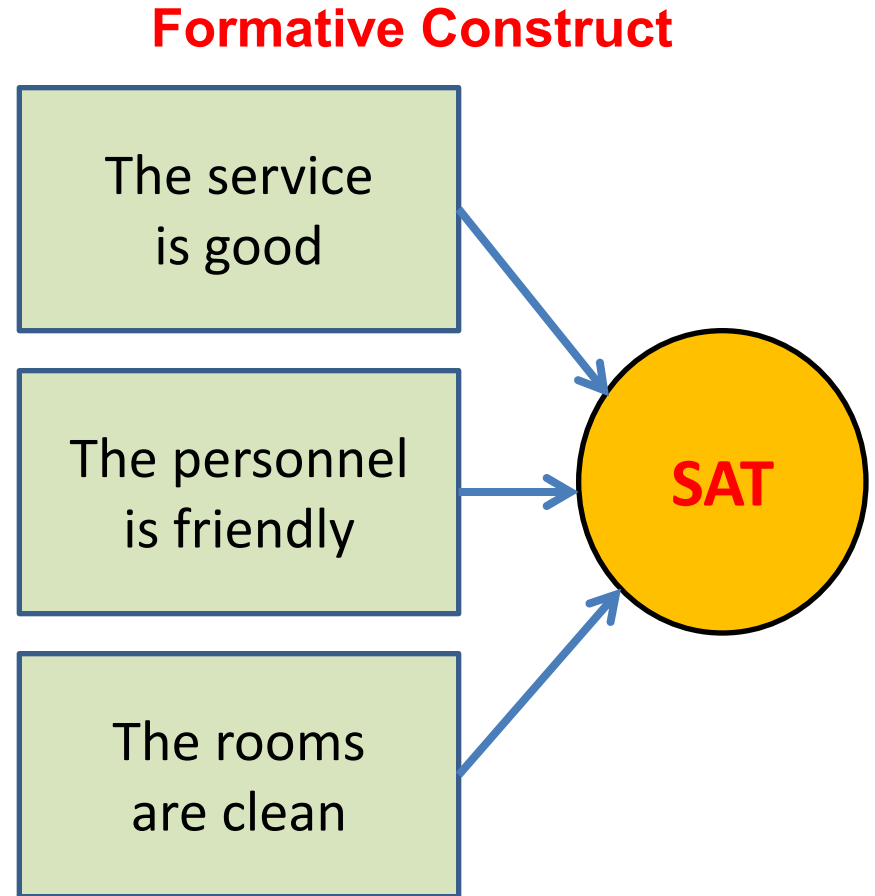 Formative Construct
The service
is good
The personnel
is friendly
SAT
The rooms
are clean